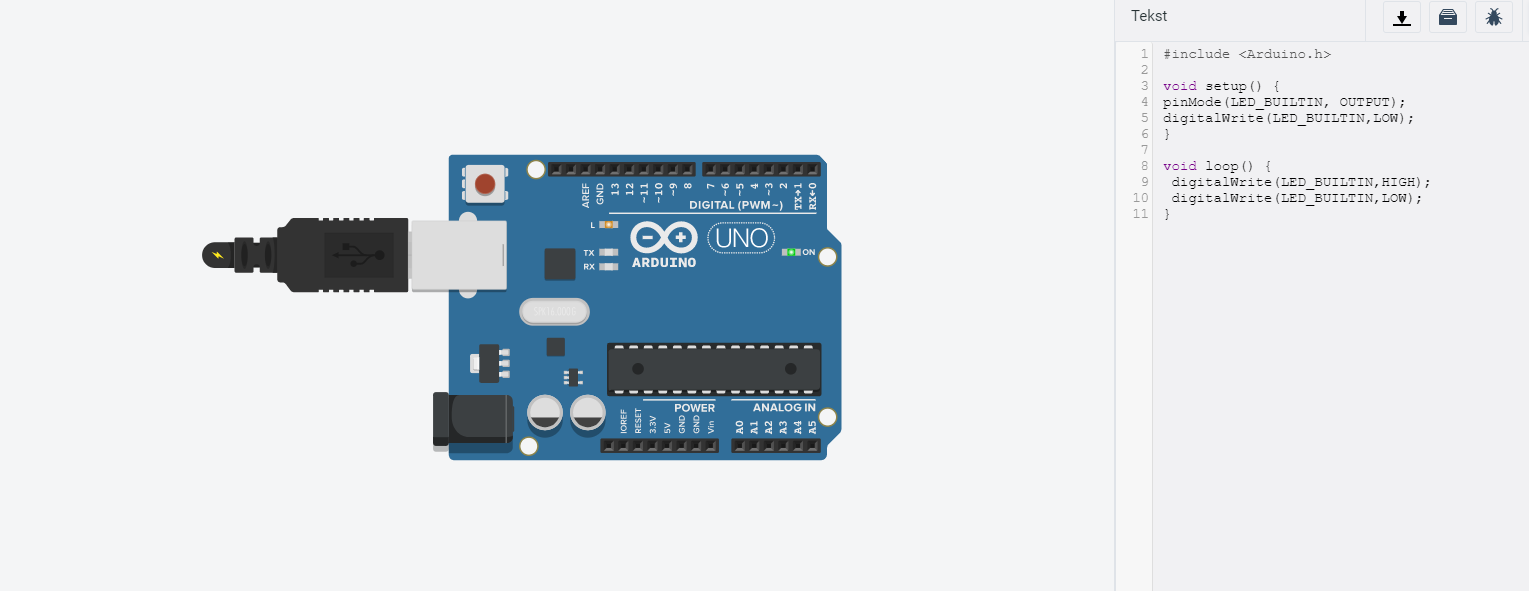 Tekst
1 #include <Arduino.h>
2
3 void setup() {
4 pinMode(LED_BUILTIN, OUTPUT);
5 digitalWrite(LED_BUILTIN,LOW);
6 }
7
8 void loop() {
9 digitalWrite(LED_BUILTIN,HIGH);
10 digitalWrite(LED_BUILTIN,LOW);
11 }
AREF GND 13 12 ~11 ~10 ~9 8 7 ~6 ~5 4 ~3 2 TX→1 RX←0
DIGITAL (PWM~)
L
TX
RX
ARDUINO
UNO
ON
POWER
ANALOG IN
IOREF RESET 3.3V 5V GND GND Vin A0 A1 A2 A3 A4 A5